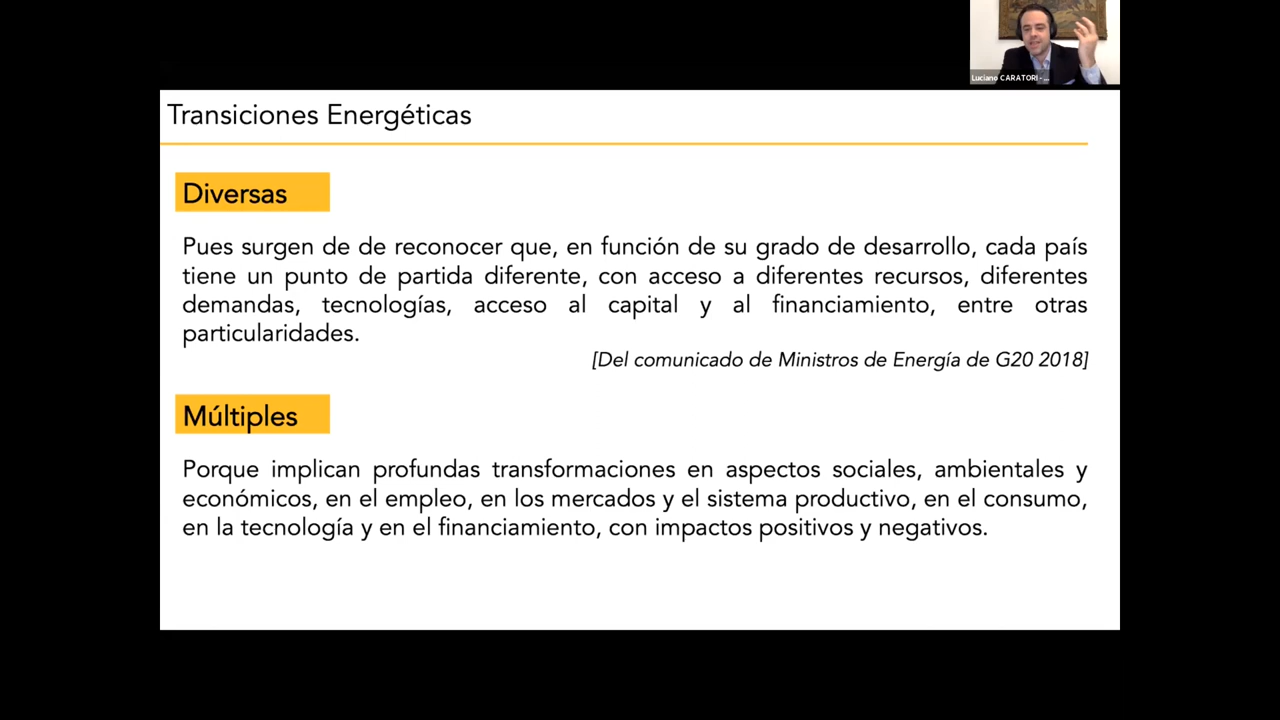 Luciano CARATORI - ...
Transiciones Energéticas
Diversas
Pues surgen de de reconocer que, en función de su grado de desarrollo, cada país
tiene un punto de partida diferente, con acceso a diferentes recursos, diferentes
demandas, tecnologías, acceso al capital y al financiamiento, entre otras
particularidades.
[Del comunicado de Ministros de Energía de G20 2018]
Múltiples
Porque implican profundas transformaciones en aspectos sociales, ambientales y
económicos, en el empleo, en los mercados y el sistema productivo, en el consumo,
en la tecnología y en el financiamiento, con impactos positivos y negativos.